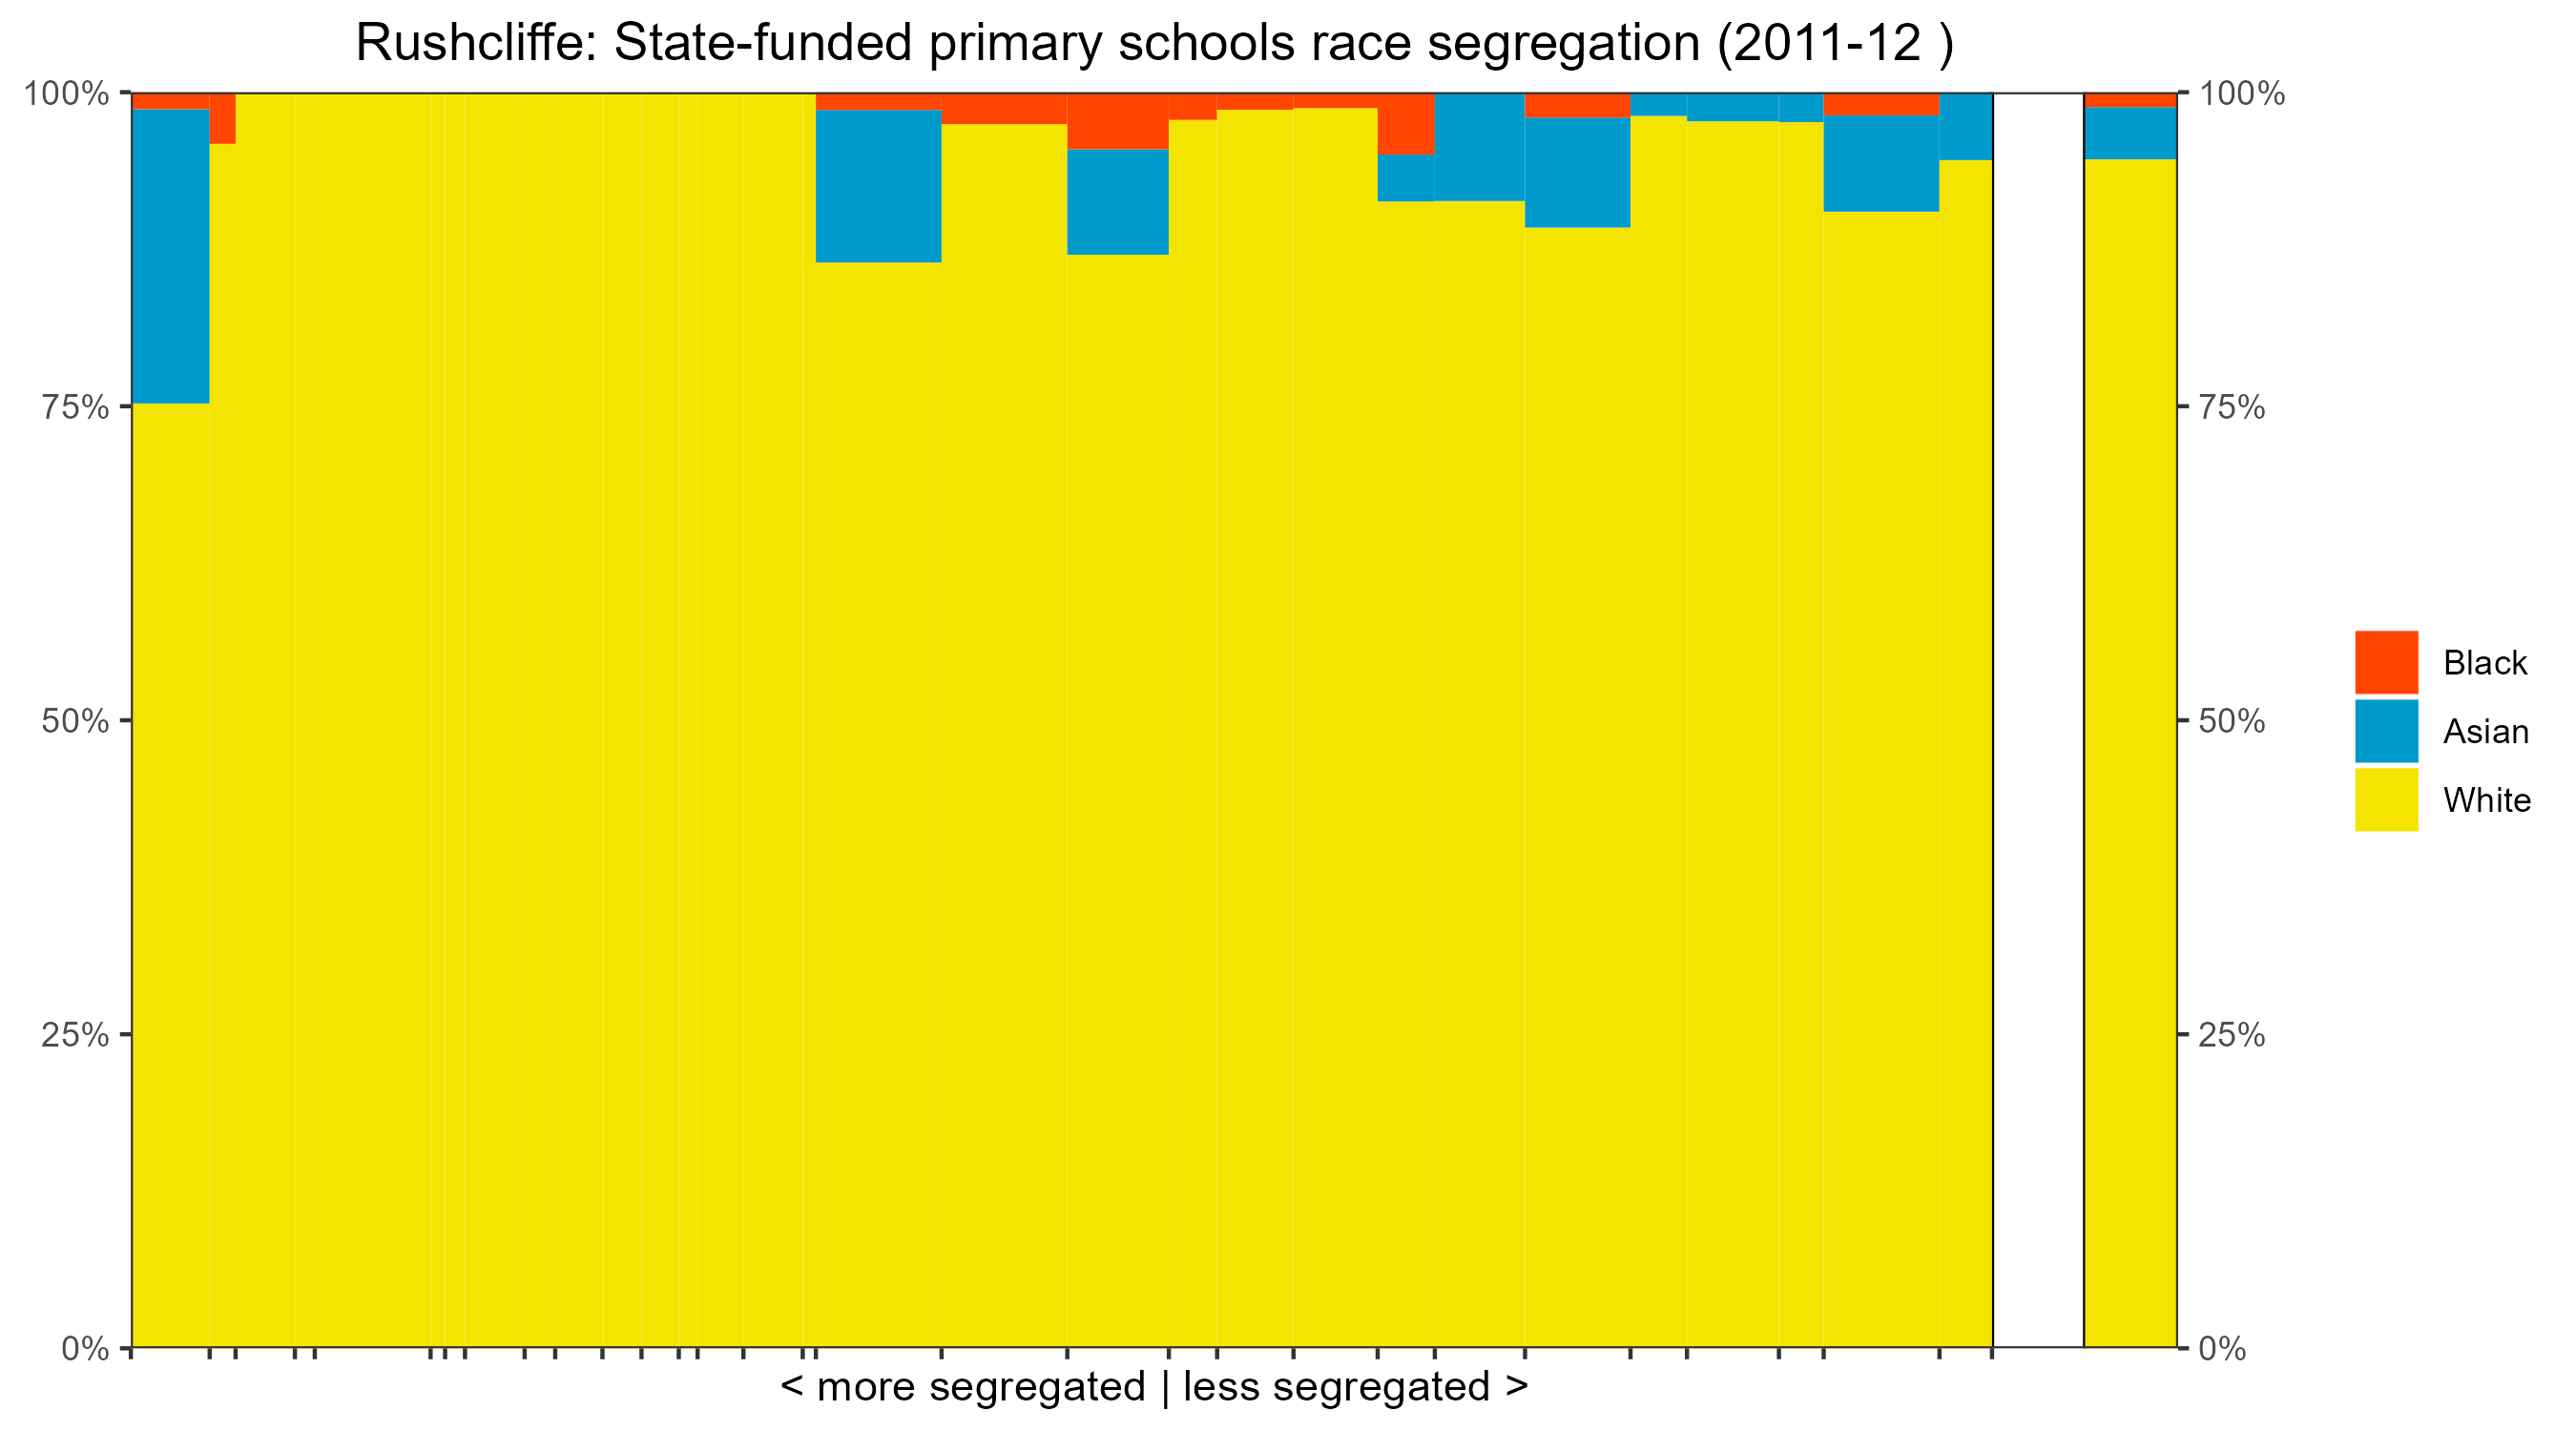 Rushcliffe: State-funded primary schools race segregation (2011-12 )
100%
75%
50%
25%
0%
100%
75%
50%
25%
0%
Black
Asian
White
< more segregated | less segregated >